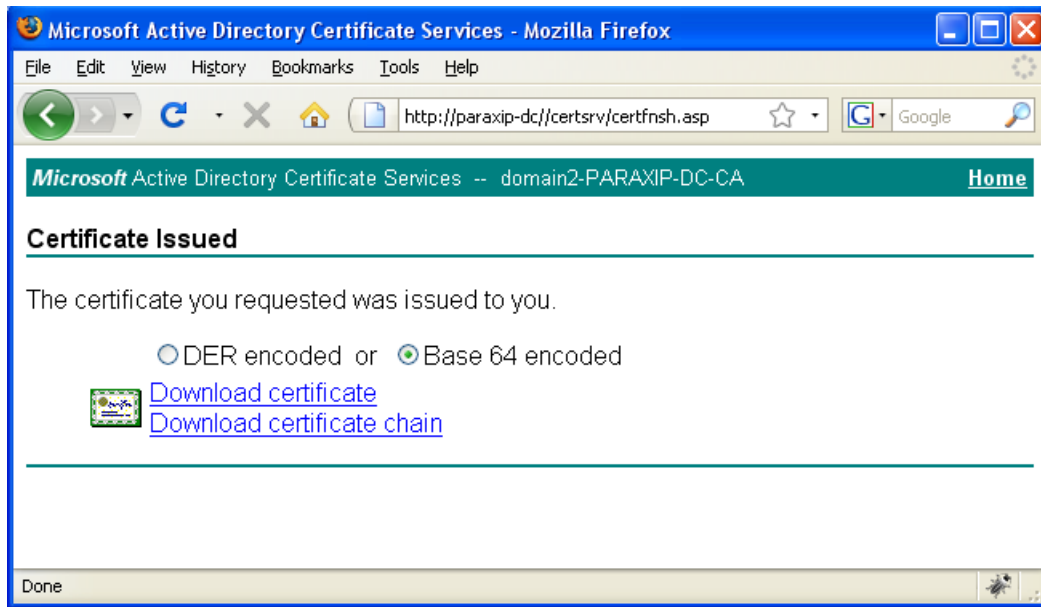 Microsoft Active Directory Certificate Services - Mozilla Firefox
File Edit View History Bookmarks Tools Help
http://paraxip-dc//certsrv/certfnsh.asp G Google
Microsoft Active Directory Certificate Services -- domain2-PARAXIP-DC-CA Home
Certificate Issued
The certificate you requested was issued to you.
DER encoded or Base 64 encoded
Download certificate
Download certificate chain
Done